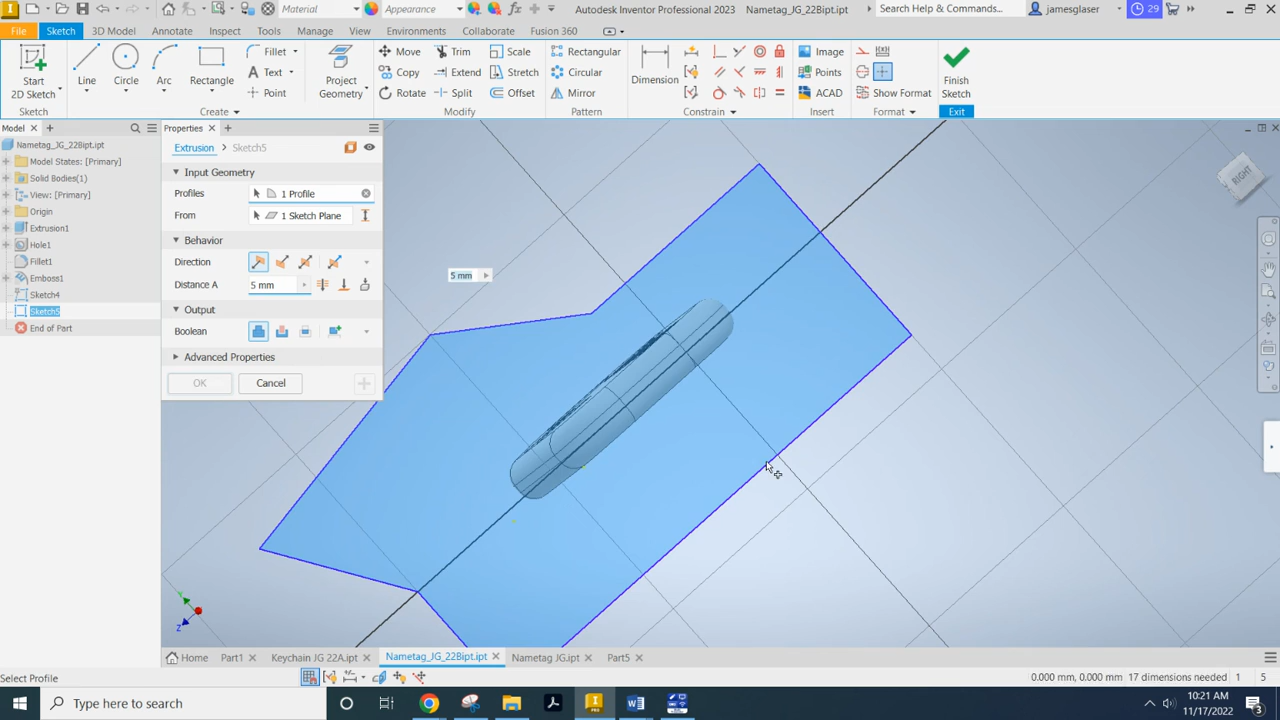 Material Appearance Autodesk Inventor Professional 2023 Nametag_JG_22Bipt.ipt Search Help & Commands... jamesglaser 29
File Sketch 3D Model Annotate Inspect Tools Manage View Environments Collaborate Fusion 360
Start 2D Sketch Line Circle Arc Rectangle Fillet Text Point Project Geometry Move Copy Rotate Trim Extend Split Scale Stretch Offset Rectangular Circular Mirror Dimension Image Points ACAD Show Format Finish Sketch
Sketch Create Modify Pattern Constrain Insert Format Exit
Model
Nametag_JG_22Bipt.ipt
Model States: [Primary]
Solid Bodies(1)
View: [Primary]
Origin
Extrusion1
Hole1
Fillet1
Emboss1
Sketch4
Sketch5
End of Part
Properties
Extrusion > Sketch5
Input Geometry
Profiles 1 Profile
From 1 Sketch Plane
Behavior
Direction
Distance A 5 mm
Output
Boolean
Advanced Properties
OK Cancel
5 mm
RIGHT
Y
Z
Home Part1 Keychain JG 22A.ipt Nametag_JG_22Bipt.ipt Nametag JG.ipt Part5
Select Profile 0.000 mm, 0.000 mm 17 dimensions needed 1 5
Type here to search
10:21 AM
11/17/2022
3